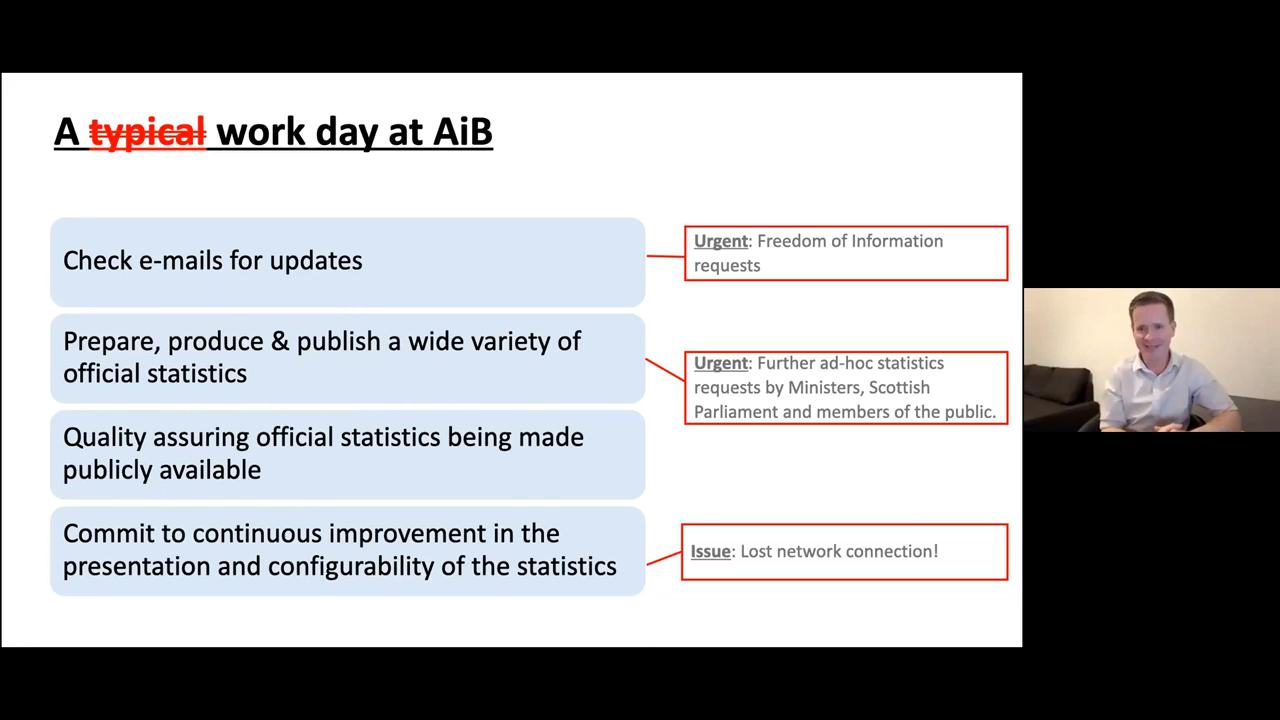 A typical work day at AiB
Check e-mails for updates
Urgent: Freedom of Information
requests
Prepare, produce & publish a wide variety of
official statistics
Urgent: Further ad-hoc statistics
requests by Ministers, Scottish
Parliament and members of the public.
Quality assuring official statistics being made
publicly available
Commit to continuous improvement in the
presentation and configurability of the statistics
Issue: Lost network connection!